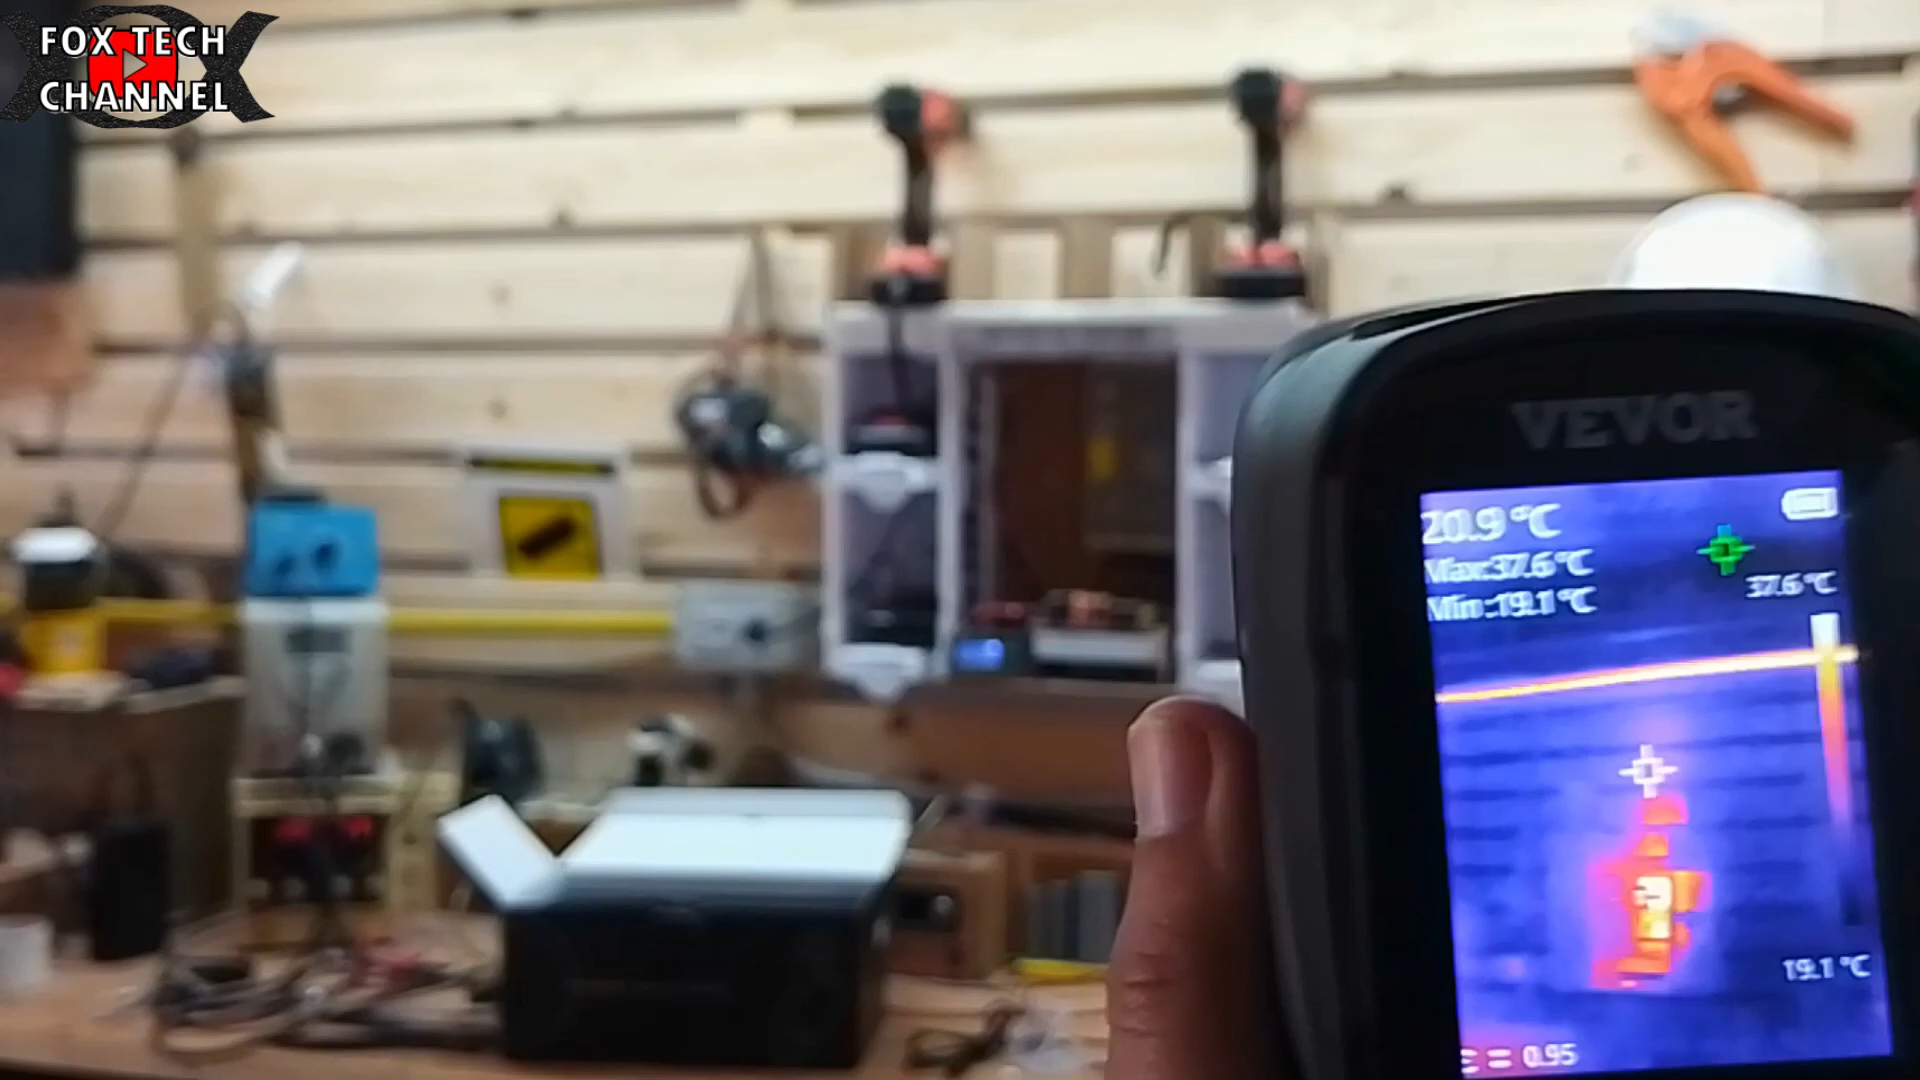 FOX TECH
CHANNEL
VEVOR
20.9°C
Max:37.6°C
Min:19.1°C
37.6°C
19.1°C
ε = 0.95